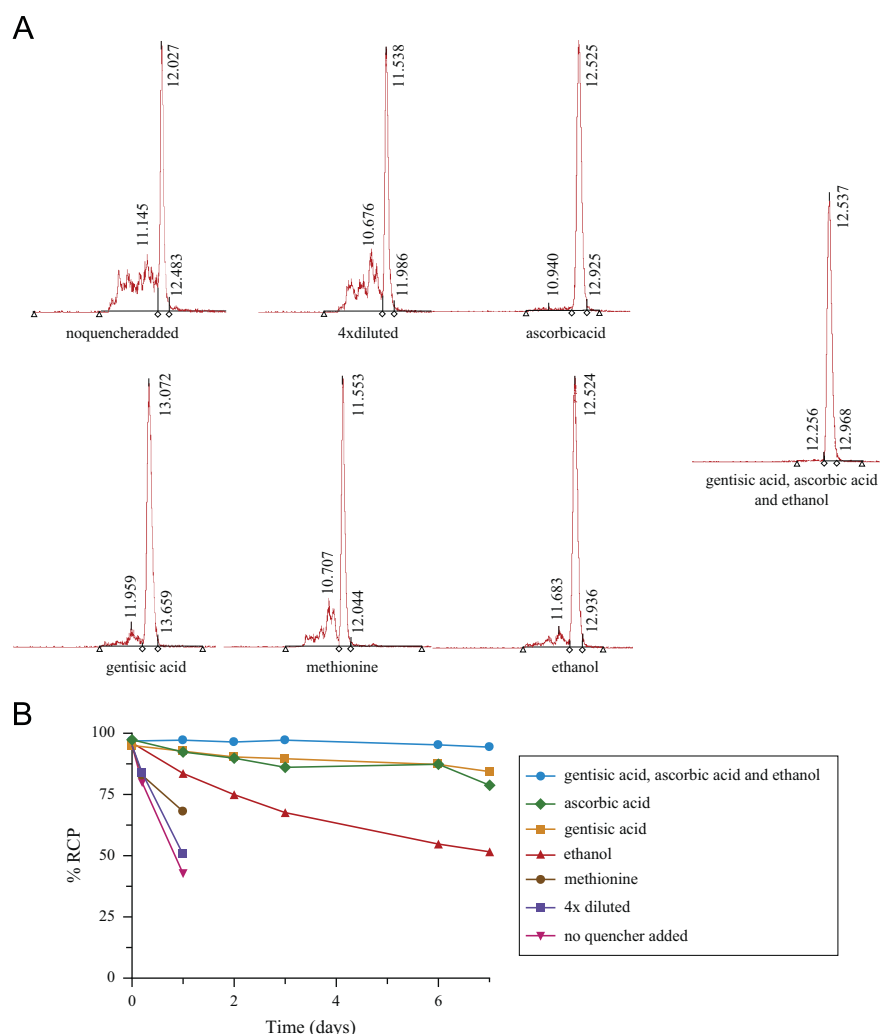 A
12.027
11.145
12.483
noquencheradded
11.538
10.676
11.986
4xdiluted
12.525
10.940
12.925
ascorbicacid
12.537
12.256
12.968
gentisic acid, ascorbic acid
and ethanol
13.072
11.959
13.659
gentisic acid
11.553
10.707
12.044
methionine
12.524
11.683
12.936
ethanol
B
100
75
50
25
0
% RCP
0
2
4
6
Time (days)
gentisic acid, ascorbic acid and ethanol
ascorbic acid
gentisic acid
ethanol
methionine
4x diluted
no quencher added